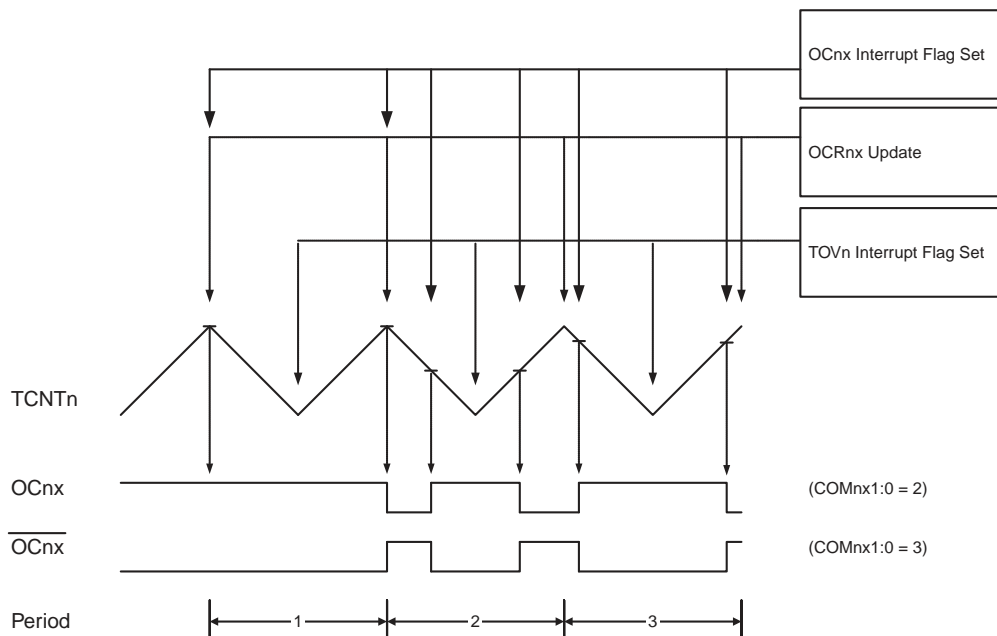 OCnx Interrupt Flag Set
OCRnx Update
TOVn Interrupt Flag Set
TCNTn
OCnx
(COMnx1:0 = 2)
OCnx
(COMnx1:0 = 3)
Period
1
2
3